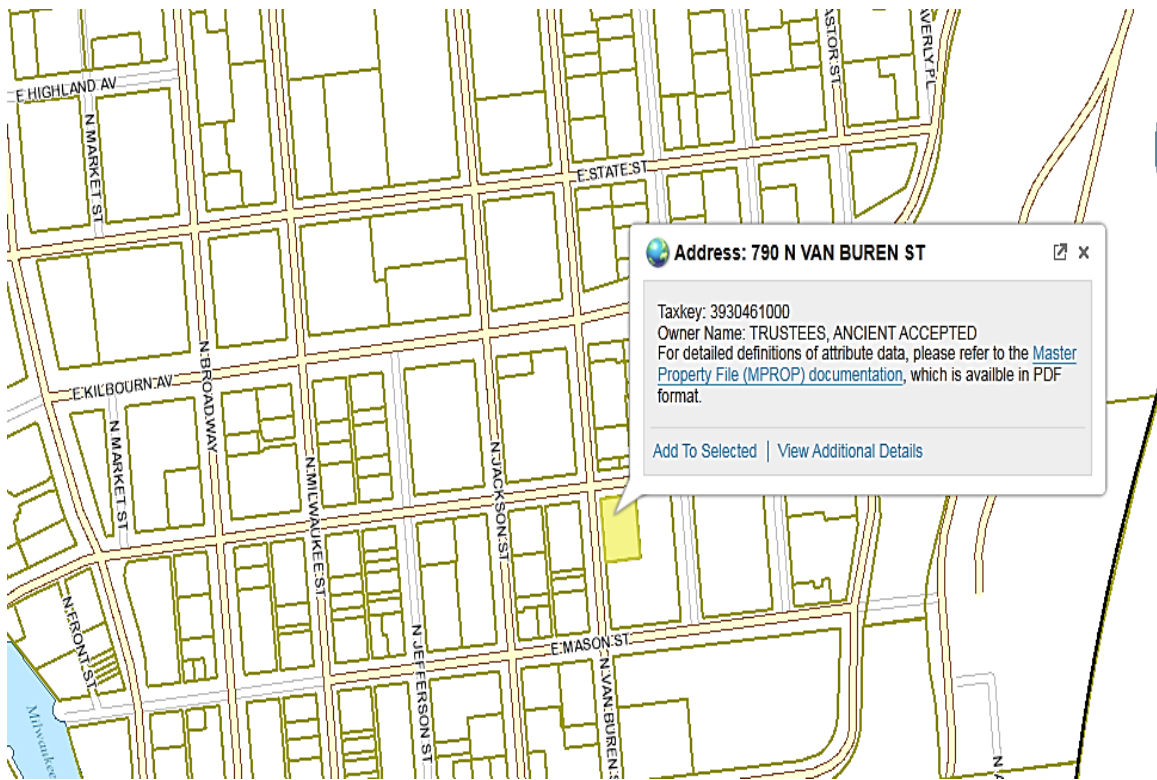 E HIGHLAND AV
N MARKET ST
ASTOR ST
AVERLY PL
E STATE ST
Address: 790 N VAN BUREN ST
Taxkey: 3930461000
Owner Name: TRUSTEES, ANCIENT ACCEPTED
For detailed definitions of attribute data, please refer to the Master
Property File (MPROP) documentation, which is availble in PDF
format.
Add To Selected | View Additional Details
N BROADWAY
E KILBOURN AV
N MARKET ST
N MILWAUKEE ST
N JACKSON ST
N FRONT ST
N JEFFERSON ST
E MASON ST
N VAN BUREN S
Milwaukee
N A